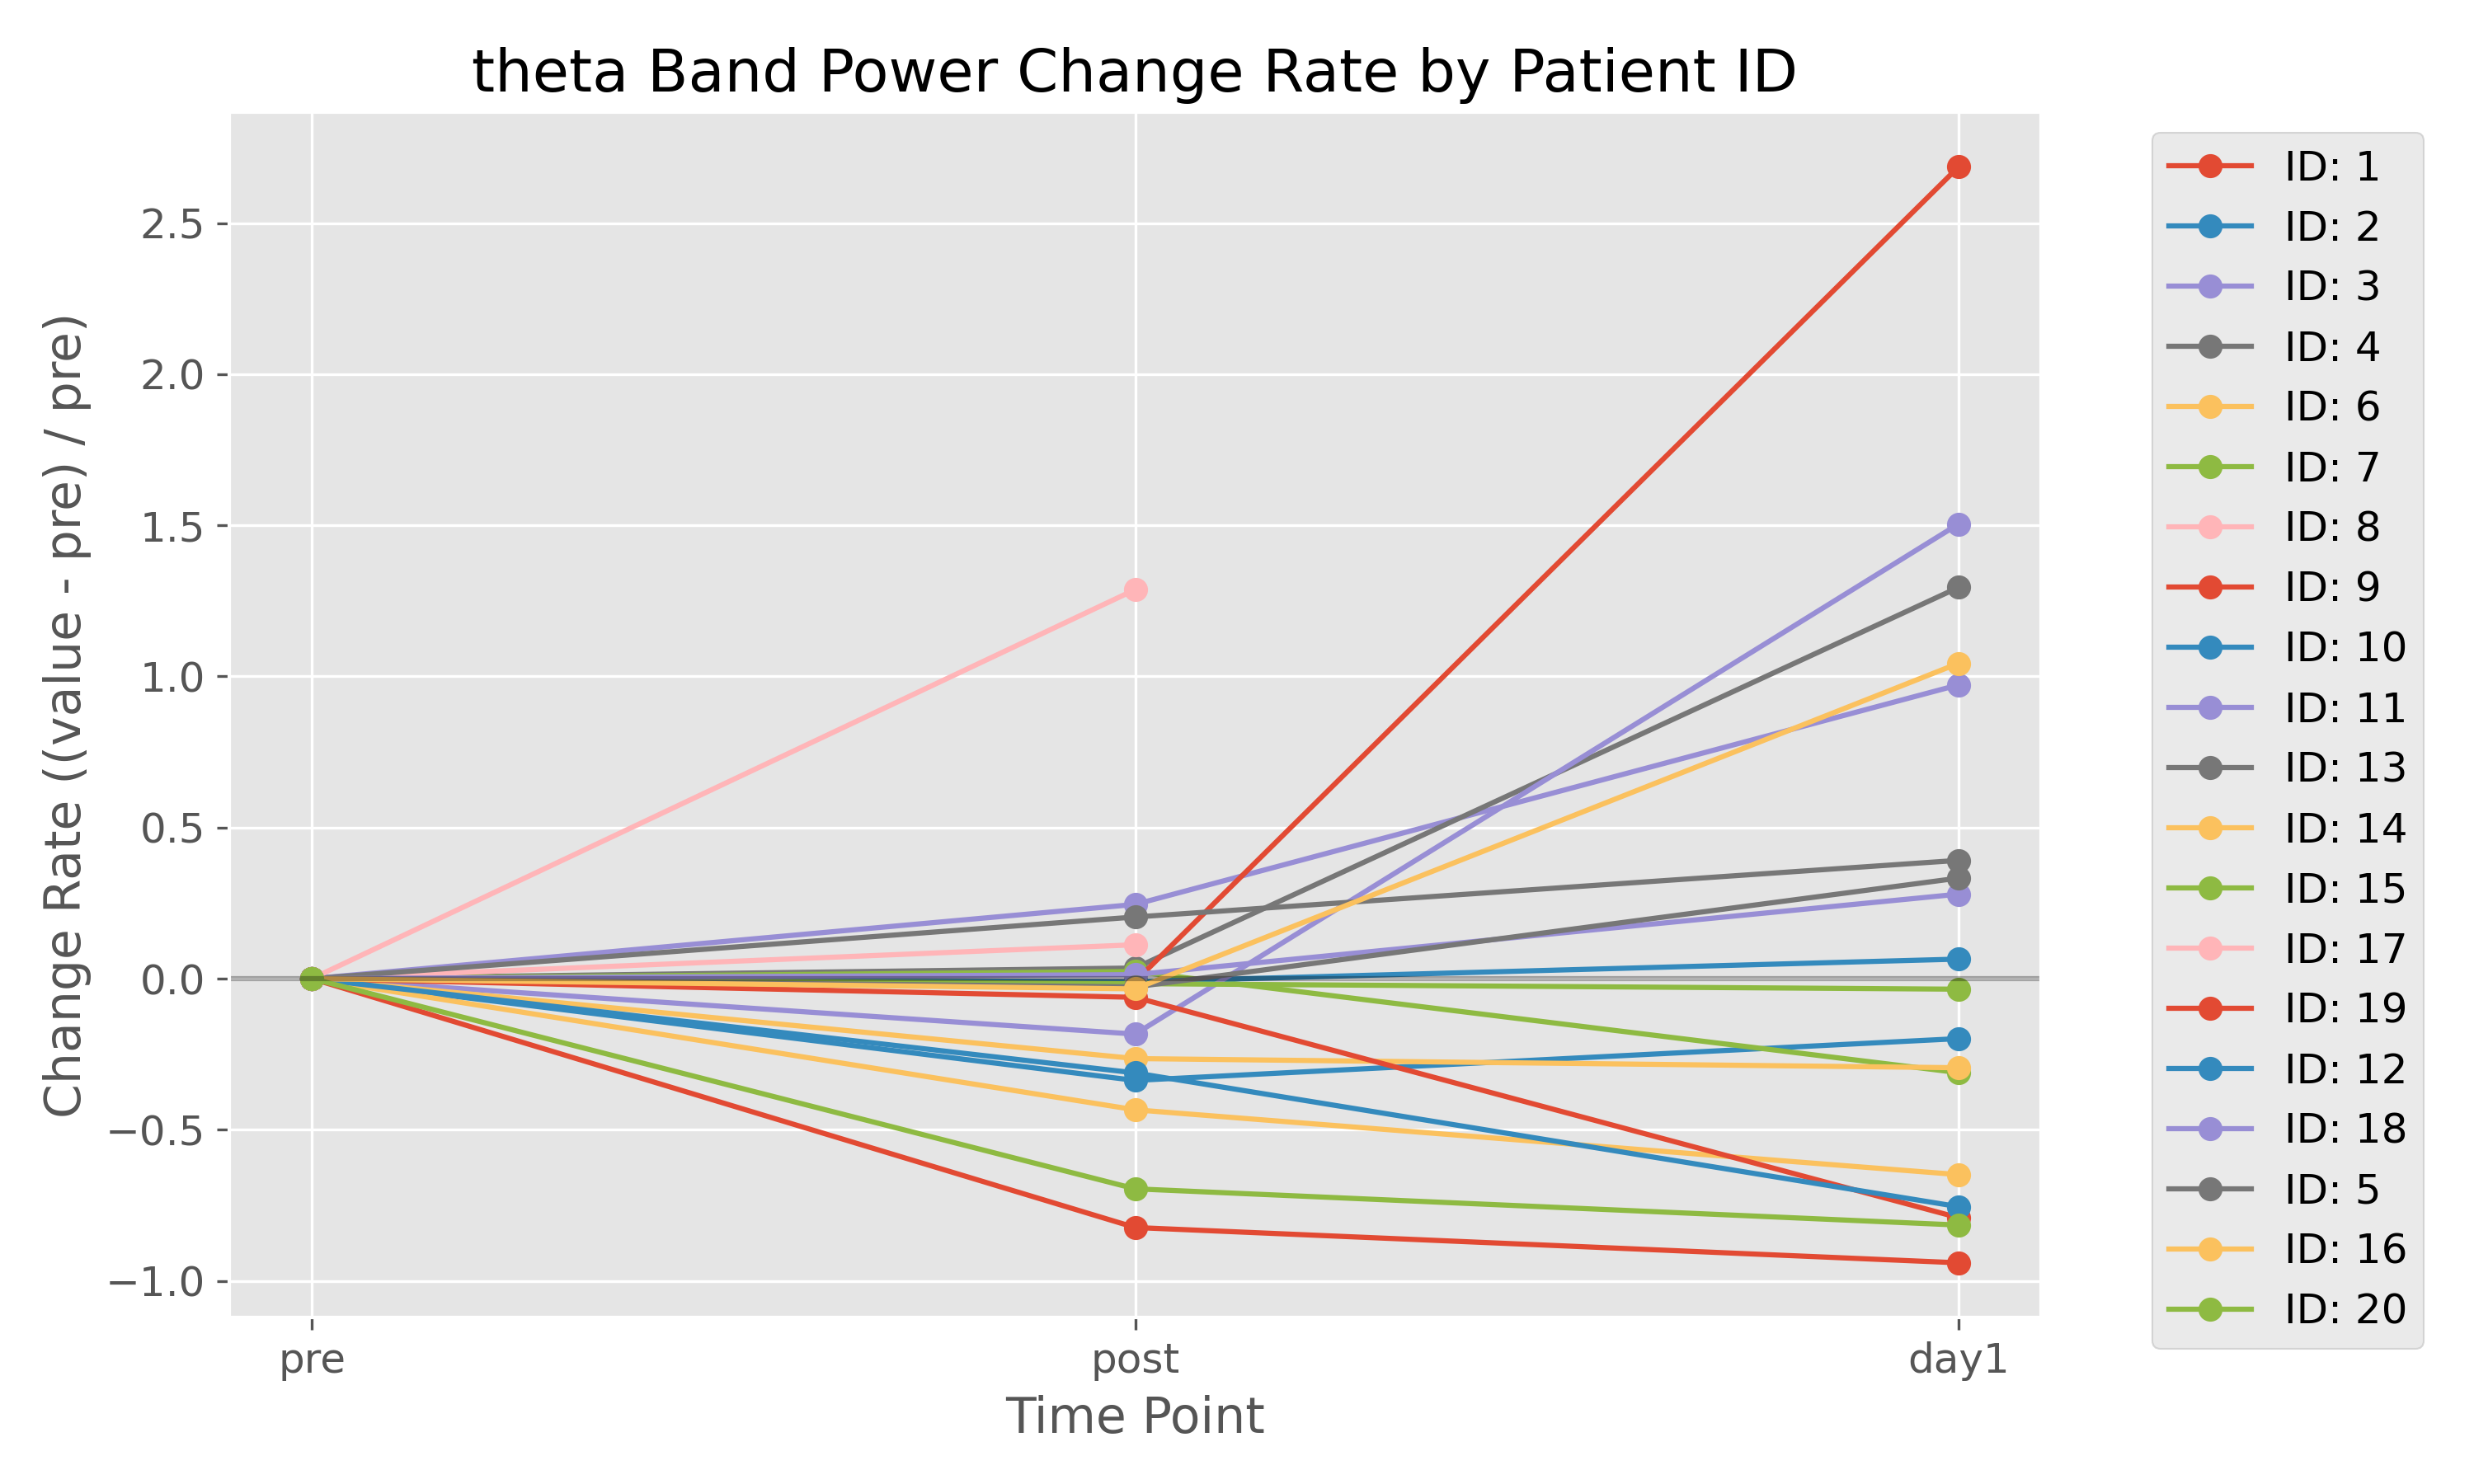 theta Band Power Change Rate by Patient ID
Change Rate ((value - pre) / pre)
2.5
2.0
1.5
1.0
0.5
0.0
−0.5
−1.0
pre
post
day1
Time Point
ID: 1
ID: 2
ID: 3
ID: 4
ID: 6
ID: 7
ID: 8
ID: 9
ID: 10
ID: 11
ID: 13
ID: 14
ID: 15
ID: 17
ID: 19
ID: 12
ID: 18
ID: 5
ID: 16
ID: 20